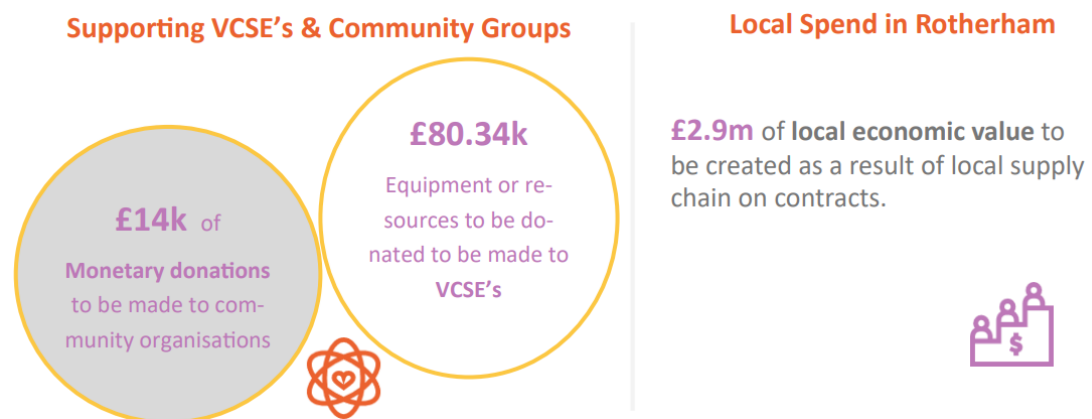 Supporting VCSE's & Community Groups
£14k of
Monetary donations
to be made to com-
munity organisations
£80.34k
Equipment or re-
sources to be do-
nated to be made to
VCSE's
Local Spend in Rotherham
£2.9m of local economic value to
be created as a result of local supply
chain on contracts.
$